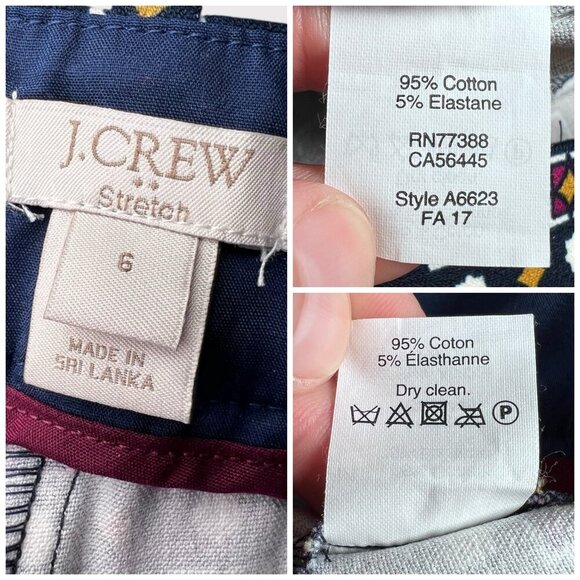 J.CREW
Stretch
6
MADE IN
SRI LANKA
95% Cotton
5% Elastane
RN77388
CA56445
Style A6623
FA 17
95% Coton
5% Élasthanne
Dry clean.
P